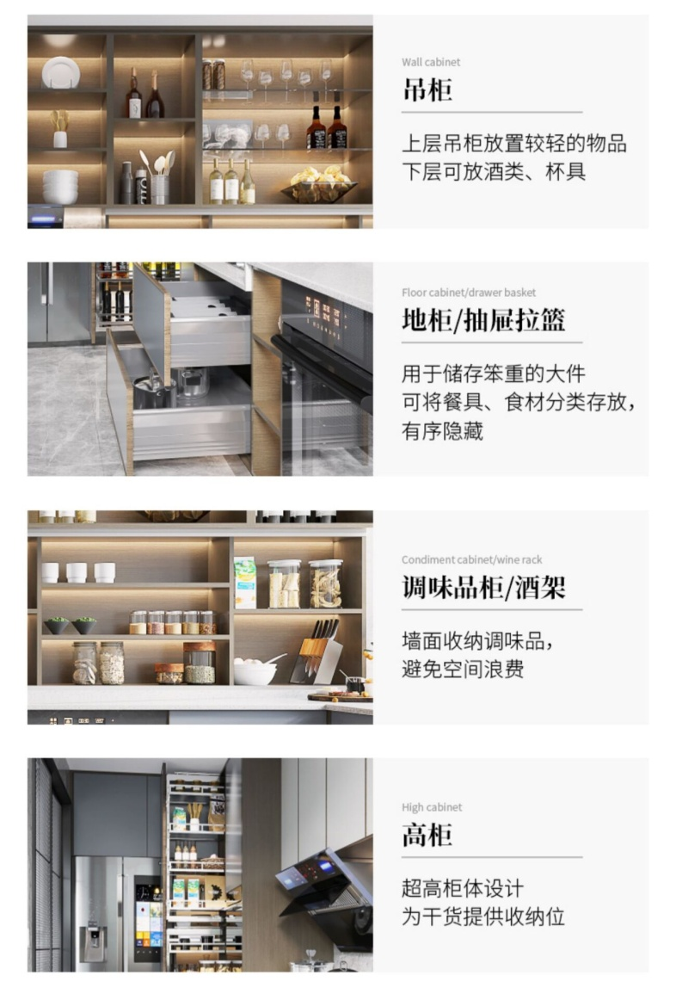 Wall cabinet
吊柜
上层吊柜放置较轻的物品
下层可放酒类、杯具
Floor cabinet/drawer basket
地柜/抽屉拉篮
用于储存笨重的大件
可将餐具、食材分类存放，
有序隐藏
Condiment cabinet/wine rack
调味品柜/酒架
墙面收纳调味品，
避免空间浪费
High cabinet
高柜
超高柜体设计
为干货提供收纳位